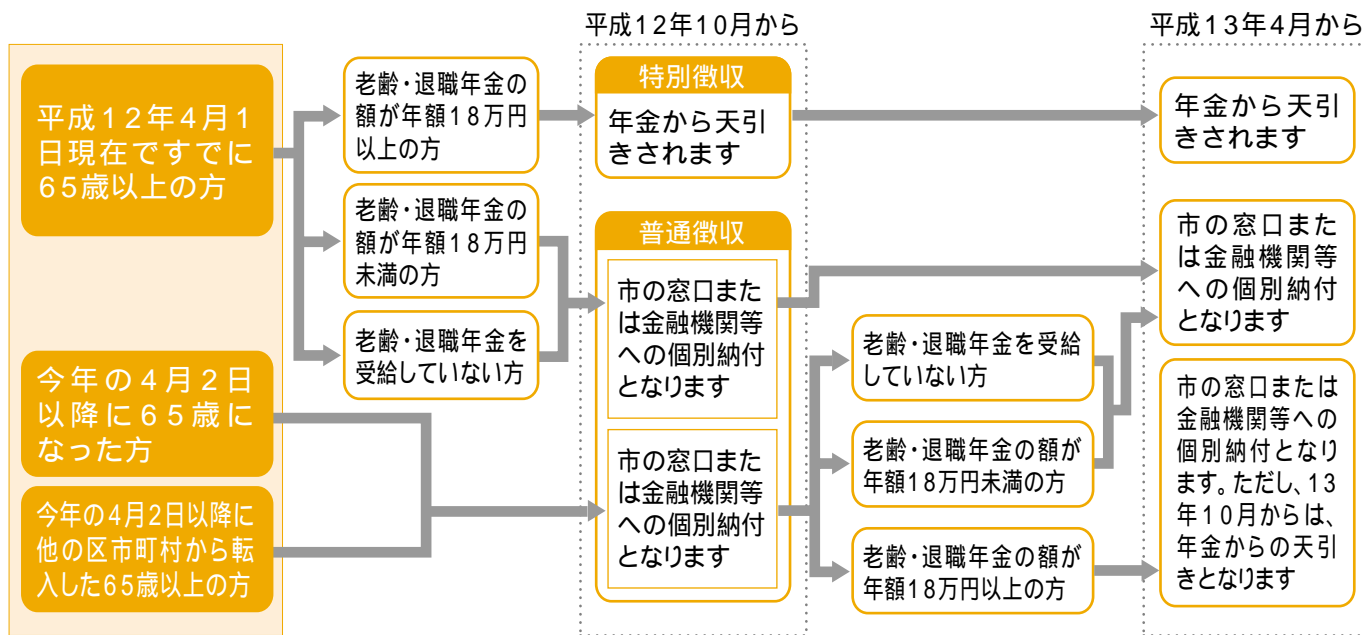 平成12年10月から
平成13年4月から
平成12年4月1
日現在ですでに
65歳以上の方
今年の4月2日
以降に65歳に
なった方
今年の4月2日以降に
他の区市町村から転
入した65歳以上の方
老齢・退職年金の
額が年額18万円
以上の方
老齢・退職年金の
額が年額18万円
未満の方
老齢・退職年金を
受給していない方
特別徴収
年金から天引
きされます
普通徴収
市の窓口また
は金融機関等
への個別納付
となります
市の窓口また
は金融機関等
への個別納付
となります
老齢・退職年金を受給
していない方
老齢・退職年金の額が
年額18万円未満の方
老齢・退職年金の額が
年額18万円以上の方
年金から天引
きされます
市の窓口また
は金融機関等
への個別納付
となります
市の窓口または
金融機関等への
個別納付となり
ます。ただし、13
年10月からは、
年金からの天引
きとなります